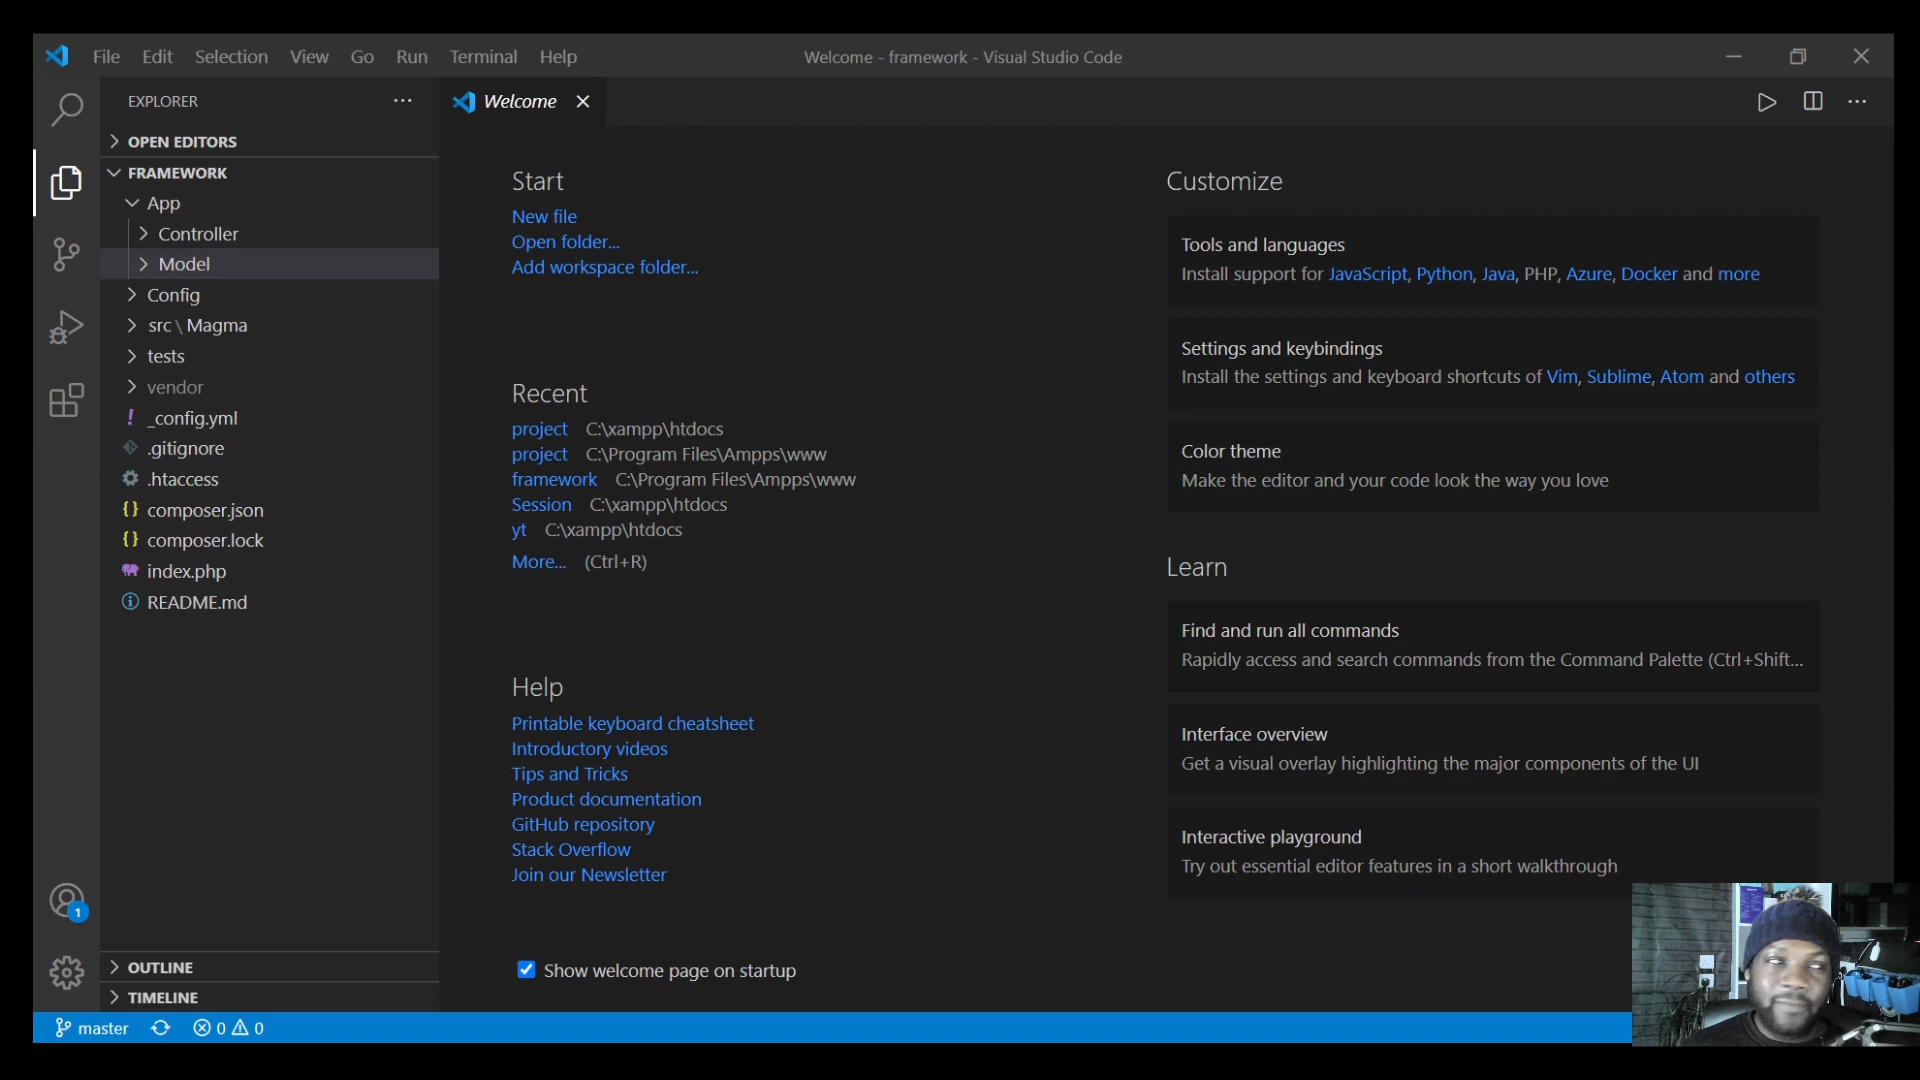 File Edit Selection View Go Run Terminal Help
Welcome - framework - Visual Studio Code
EXPLORER
OPEN EDITORS
FRAMEWORK
App
Controller
Model
Config
src \ Magma
tests
vendor
! _config.yml
.gitignore
.htaccess
{} composer.json
{} composer.lock
index.php
README.md
OUTLINE
TIMELINE
1
Welcome
Start
New file
Open folder...
Add workspace folder...
Recent
project C:\xampp\htdocs
project C:\Program Files\Ampps\www
framework C:\Program Files\Ampps\www
Session C:\xampp\htdocs
yt C:\xampp\htdocs
More... (Ctrl+R)
Help
Printable keyboard cheatsheet
Introductory videos
Tips and Tricks
Product documentation
GitHub repository
Stack Overflow
Join our Newsletter
Show welcome page on startup
Customize
Tools and languages
Install support for JavaScript, Python, Java, PHP, Azure, Docker and more
Settings and keybindings
Install the settings and keyboard shortcuts of Vim, Sublime, Atom and others
Color theme
Make the editor and your code look the way you love
Learn
Find and run all commands
Rapidly access and search commands from the Command Palette (Ctrl+Shift...
Interface overview
Get a visual overlay highlighting the major components of the UI
Interactive playground
Try out essential editor features in a short walkthrough
master 0 0